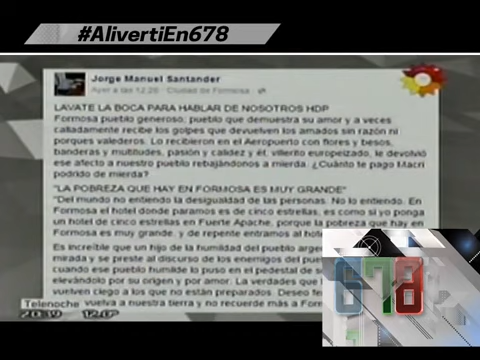 #AlivertiEn678
Jorge Manuel Santander
Ayer a las 12:26 · Ciudad de Formosa
LAVATE LA BOCA PARA HABLAR DE NOSOTROS HDP
Formosa pueblo generoso; pueblo que demuestra su amor y a veces
calladamente recibe los golpes que devuelven los amados sin razón ni
porques valederos. Lo recibieron en el Aeropuerto con flores y besos,
banderas y multitudes, pasión y calidez y él, villerito europeizado, le devolvió
ese afecto a nuestro pueblo rebajándonos a mierda. ¿Cuánto te pago Macri
podrido de mierda?
"LA POBREZA QUE HAY EN FORMOSA ES MUY GRANDE"
"Del mundo no entiendo la desigualdad de las personas. No lo entiendo. En
Formosa el hotel donde paramos es de cinco estrellas, es como si yo ponga
un hotel de cinco estrellas en Fuerte Apache, porque la pobreza que hay en
Formosa es muy grande, y de repente entramos al hotel
Es increíble que un hijo de la humildad del pueblo
mirada y se preste al discurso de los enemigos del
cuando ese pueblo humilde lo puso en el pedestal de
elevándolo por su origen y por amor. La verdades que
vuelven ciego a los que no están preparados. Deseo
vuelva a nuestra tierra y no recuerde más a
Telenoche
20:39 12.0°
678